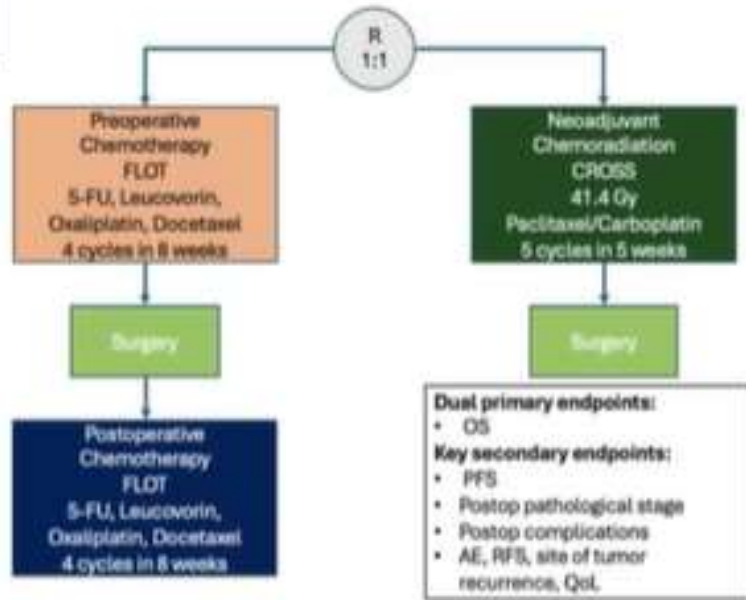 R
1:1
Preoperative
Chemotherapy
FLOT
5-FU, Leucovorin,
Oxaliplatin, Docetaxel
4 cycles in 8 weeks
Neoadjuvant
Chemoradiation
CROSS
41.4 Gy
Paclitaxel/Carboplatin
5 cycles in 5 weeks
Surgery
Surgery
Postoperative
Chemotherapy
FLOT
5-FU, Leucovorin,
Oxaliplatin, Docetaxel
4 cycles in 8 weeks
Dual primary endpoints:
• OS
Key secondary endpoints:
• PFS
• Postop pathological stage
• Postop complications
• AE, RFS, site of tumor
recurrence, QoL